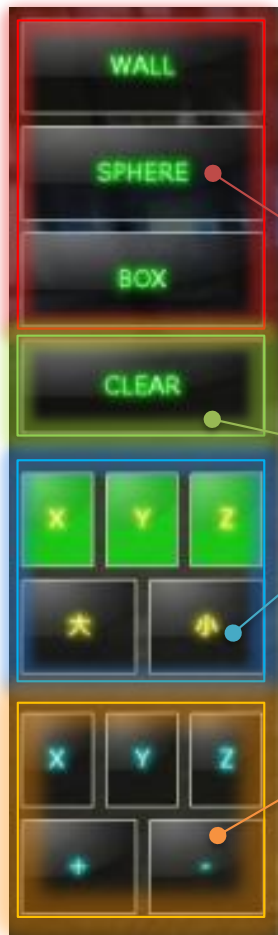 WALL
SPHERE
BOX
CLEAR
X Y Z
大 小
X Y Z
+ -